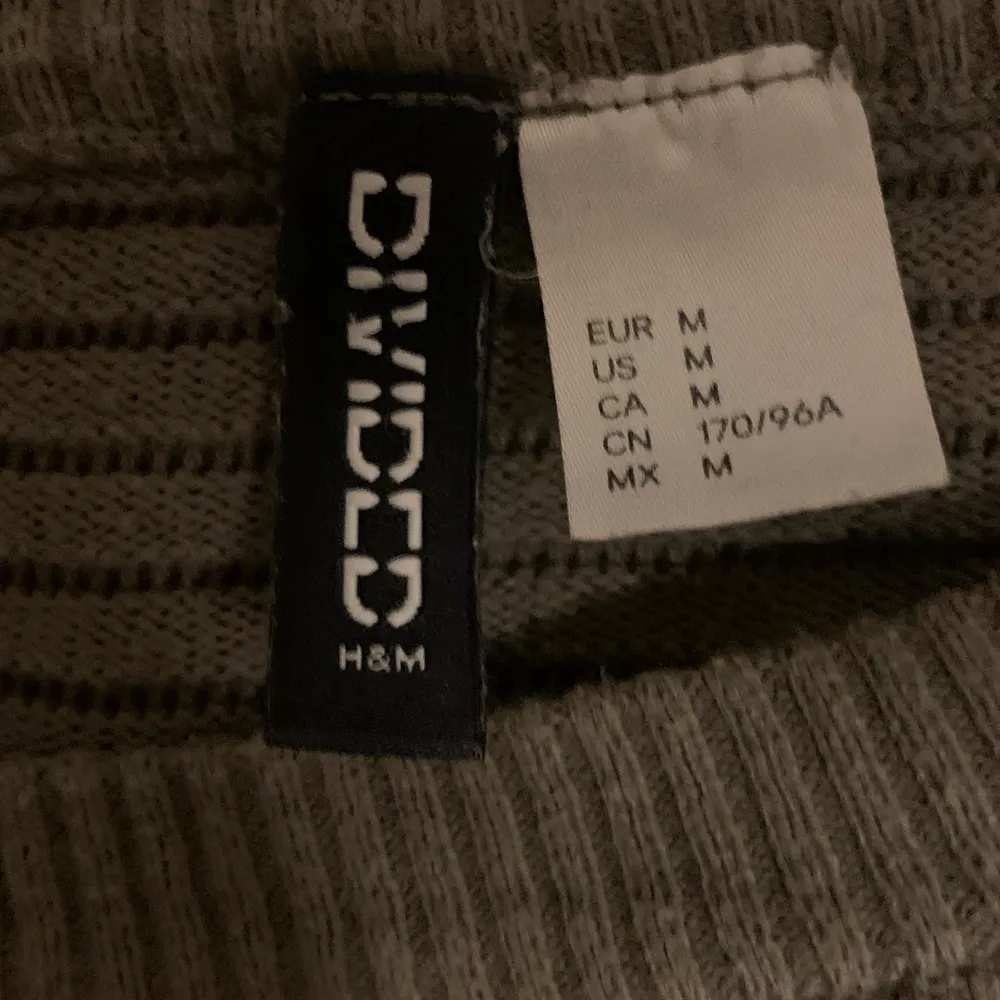 DIVIDED
H&M
EUR M
US M
CA M
CN 170/96A
MX M